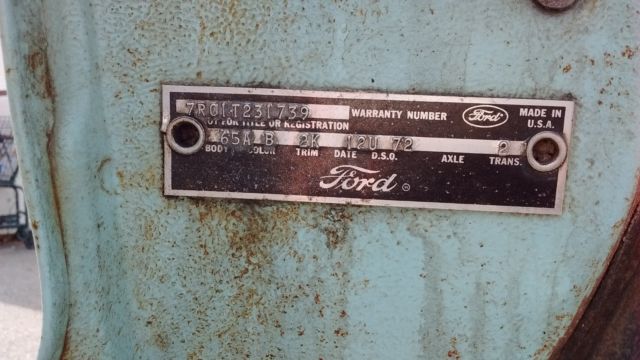 7R01T231739 WARRANTY NUMBER Ford MADE IN U.S.A.
NOT FOR TITLE OR REGISTRATION
65A B 2K 12U 72 2
BODY COLOR TRIM DATE D.S.O. AXLE TRANS.
Ford ®